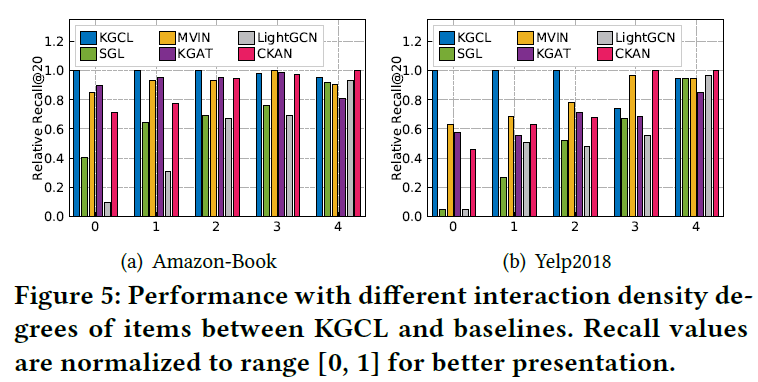 KGCL MVIN LightGCN
SGL KGAT CKAN
Relative Recall@20
1.2
1.0
0.8
0.6
0.4
0.2
0.0
0 1 2 3 4
(a) Amazon-Book
KGCL MVIN LightGCN
SGL KGAT CKAN
Relative Recall@20
1.2
1.0
0.8
0.6
0.4
0.2
0.0
0 1 2 3 4
(b) Yelp2018
Figure 5: Performance with different interaction density de-
grees of items between KGCL and baselines. Recall values
are normalized to range [0, 1] for better presentation.